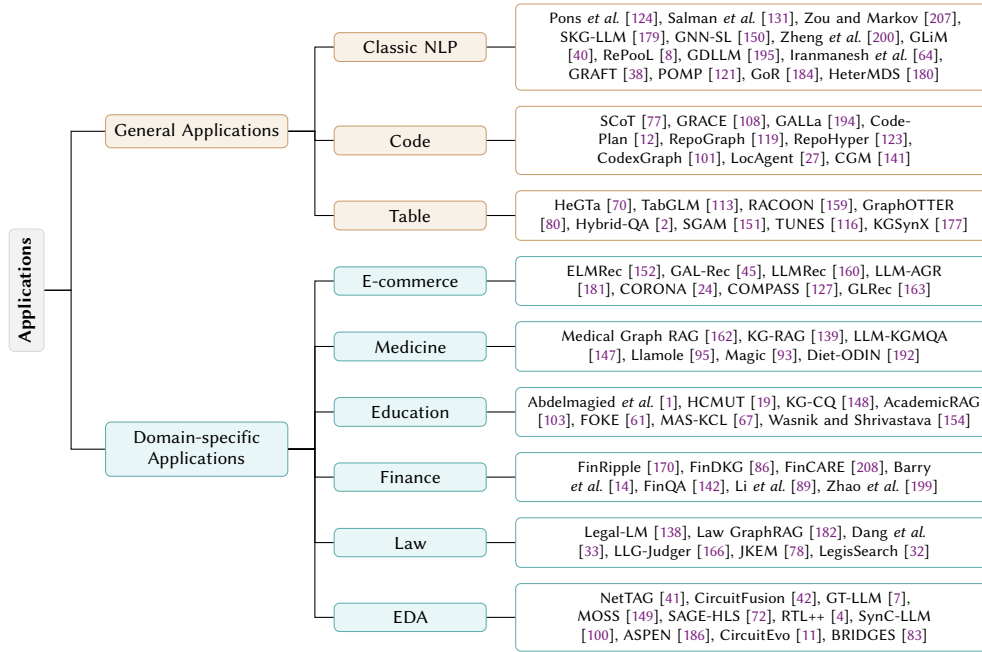 Applications
General Applications
Classic NLP
Pons et al. [124], Salman et al. [131], Zou and Markov [207],
SKG-LLM [179], GNN-SL [150], Zheng et al. [200], GLiM
[40], RePooL [8], GDLLM [195], Iranmanesh et al. [64],
GRAFT [38], POMP [121], GoR [184], HeterMDS [180]
Code
SCoT [77], GRACE [108], GALLa [194], Code-
Plan [12], RepoGraph [119], RepoHyper [123],
CodexGraph [101], LocAgent [27], CGM [141]
Table
HeGTa [70], TabGLM [113], RACOON [159], GraphOTTER
[80], Hybrid-QA [2], SGAM [151], TUNES [116], KGSynX [177]
Domain-specific
Applications
E-commerce
ELMRec [152], GAL-Rec [45], LLMRec [160], LLM-AGR
[181], CORONA [24], COMPASS [127], GLRec [163]
Medicine
Medical Graph RAG [162], KG-RAG [139], LLM-KGMQA
[147], Llamole [95], Magic [93], Diet-ODIN [192]
Education
Abdelmagied et al. [1], HCMUT [19], KG-CQ [148], AcademicRAG
[103], FOKE [61], MAS-KCL [67], Wasnik and Shrivastava [154]
Finance
FinRipple [170], FinDKG [86], FinCARE [208], Barry
et al. [14], FinQA [142], Li et al. [89], Zhao et al. [199]
Law
Legal-LM [138], Law GraphRAG [182], Dang et al.
[33], LLG-Judger [166], JKEM [78], LegisSearch [32]
EDA
NetTAG [41], CircuitFusion [42], GT-LLM [7],
MOSS [149], SAGE-HLS [72], RTL++ [4], SynC-LLM
[100], ASPEN [186], CircuitEvo [11], BRIDGES [83]